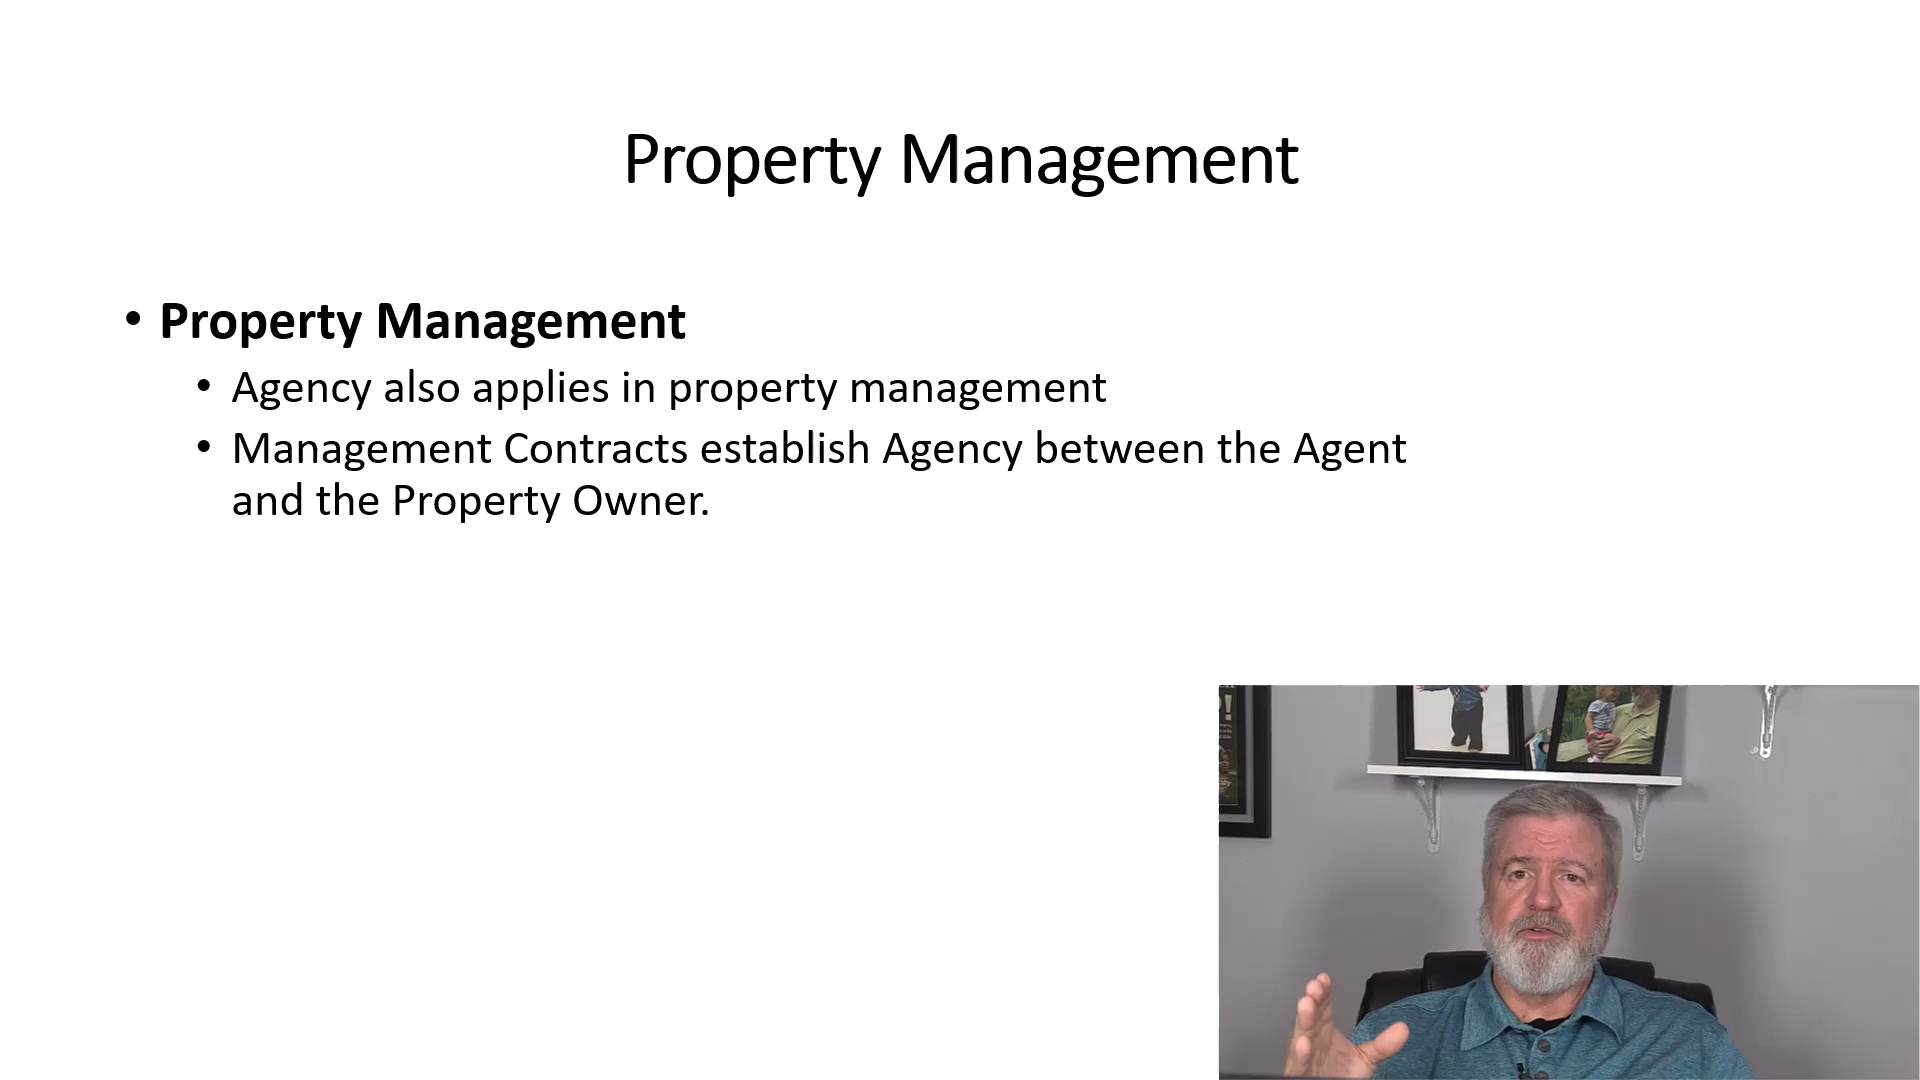 Property Management
• Property Management
• Agency also applies in property management
• Management Contracts establish Agency between the Agent
and the Property Owner.